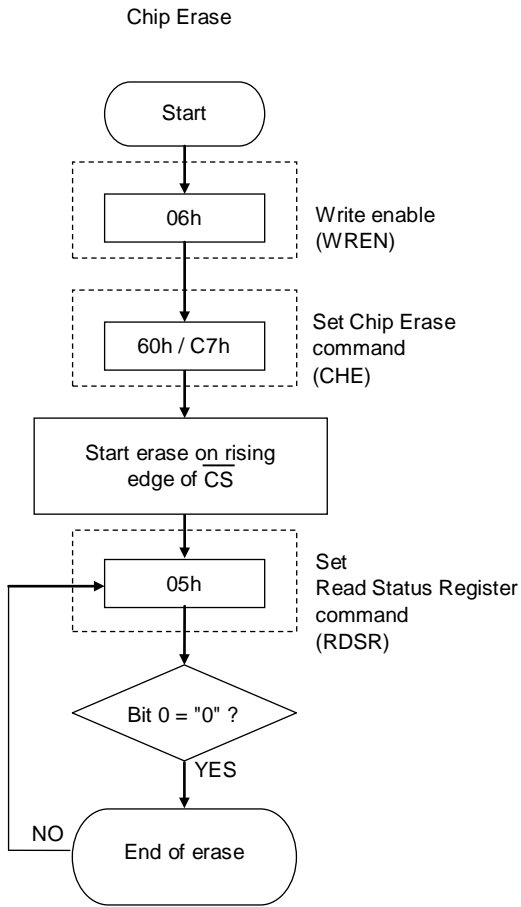 Chip Erase
Start
06h
Write enable
(WREN)
60h / C7h
Set Chip Erase
command
(CHE)
Start erase on rising
edge of C̅S̅
05h
Set
Read Status Register
command
(RDSR)
Bit 0 = "0" ?
YES
NO
End of erase